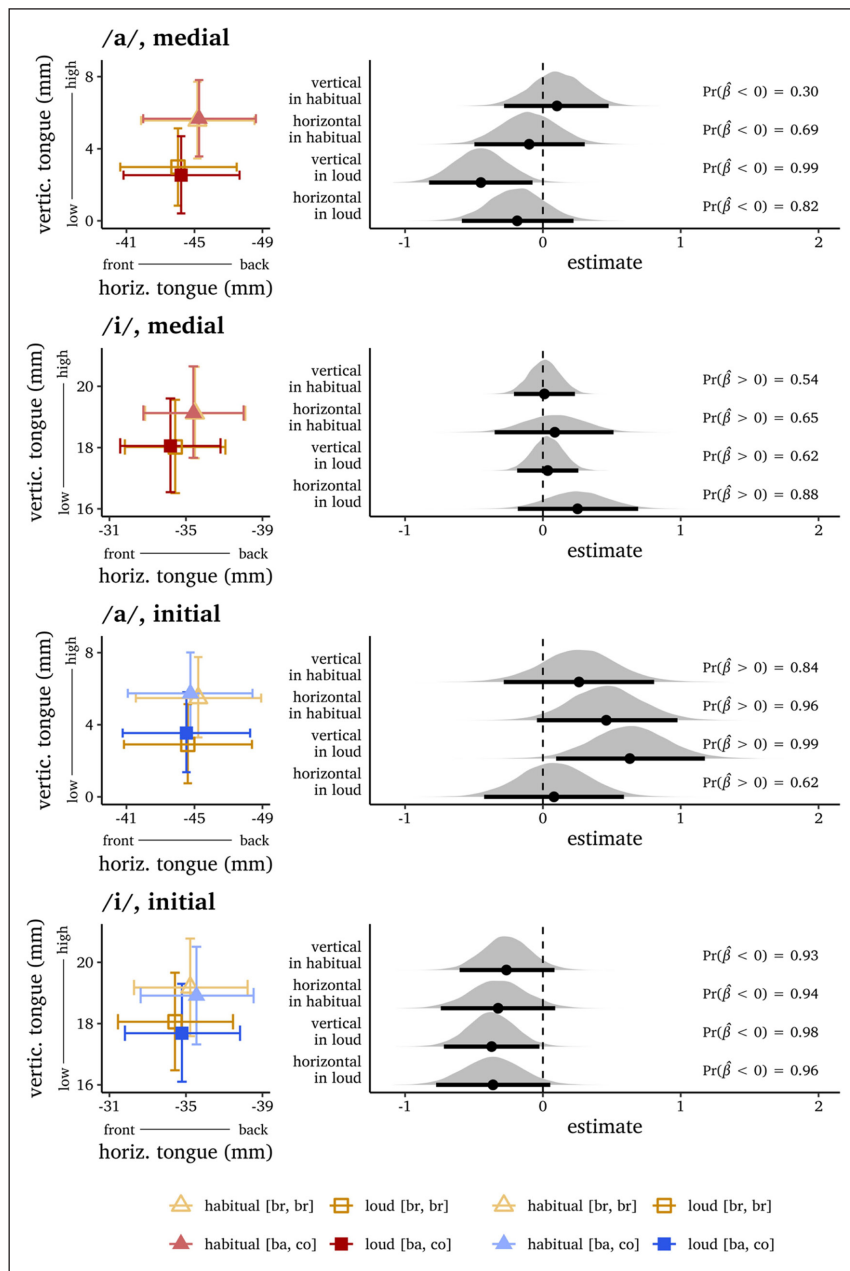 /a/, medial
vertic. tongue (mm)
low high
8
4
0
-41 -45 -49
front back
horiz. tongue (mm)
vertical
in habitual
horizontal
in habitual
vertical
in loud
horizontal
in loud
Pr(β̂ < 0) = 0.30
Pr(β̂ < 0) = 0.69
Pr(β̂ < 0) = 0.99
Pr(β̂ < 0) = 0.82
-1 0 1 2
estimate
/i/, medial
vertic. tongue (mm)
low high
20
18
16
-31 -35 -39
front back
horiz. tongue (mm)
vertical
in habitual
horizontal
in habitual
vertical
in loud
horizontal
in loud
Pr(β̂ > 0) = 0.54
Pr(β̂ > 0) = 0.65
Pr(β̂ > 0) = 0.62
Pr(β̂ > 0) = 0.88
-1 0 1 2
estimate
/a/, initial
vertic. tongue (mm)
low high
8
4
0
-41 -45 -49
front back
horiz. tongue (mm)
vertical
in habitual
horizontal
in habitual
vertical
in loud
horizontal
in loud
Pr(β̂ > 0) = 0.84
Pr(β̂ > 0) = 0.96
Pr(β̂ > 0) = 0.99
Pr(β̂ > 0) = 0.62
-1 0 1 2
estimate
/i/, initial
vertic. tongue (mm)
low high
20
18
16
-31 -35 -39
front back
horiz. tongue (mm)
vertical
in habitual
horizontal
in habitual
vertical
in loud
horizontal
in loud
Pr(β̂ < 0) = 0.93
Pr(β̂ < 0) = 0.94
Pr(β̂ < 0) = 0.98
Pr(β̂ < 0) = 0.96
-1 0 1 2
estimate
habitual [br, br] loud [br, br] habitual [br, br] loud [br, br]
habitual [ba, co] loud [ba, co] habitual [ba, co] loud [ba, co]